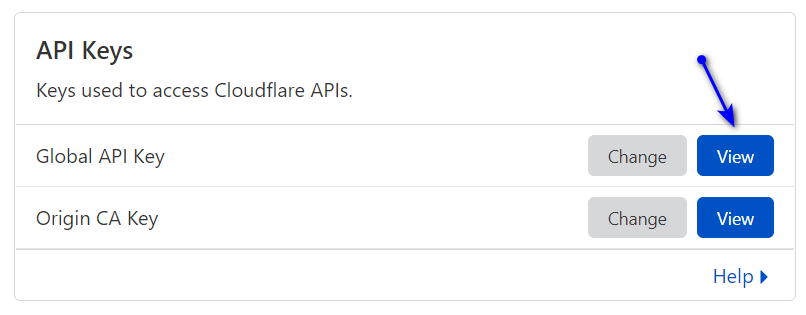 API Keys
Keys used to access Cloudflare APIs.
Global API Key Change View
Origin CA Key Change View
Help